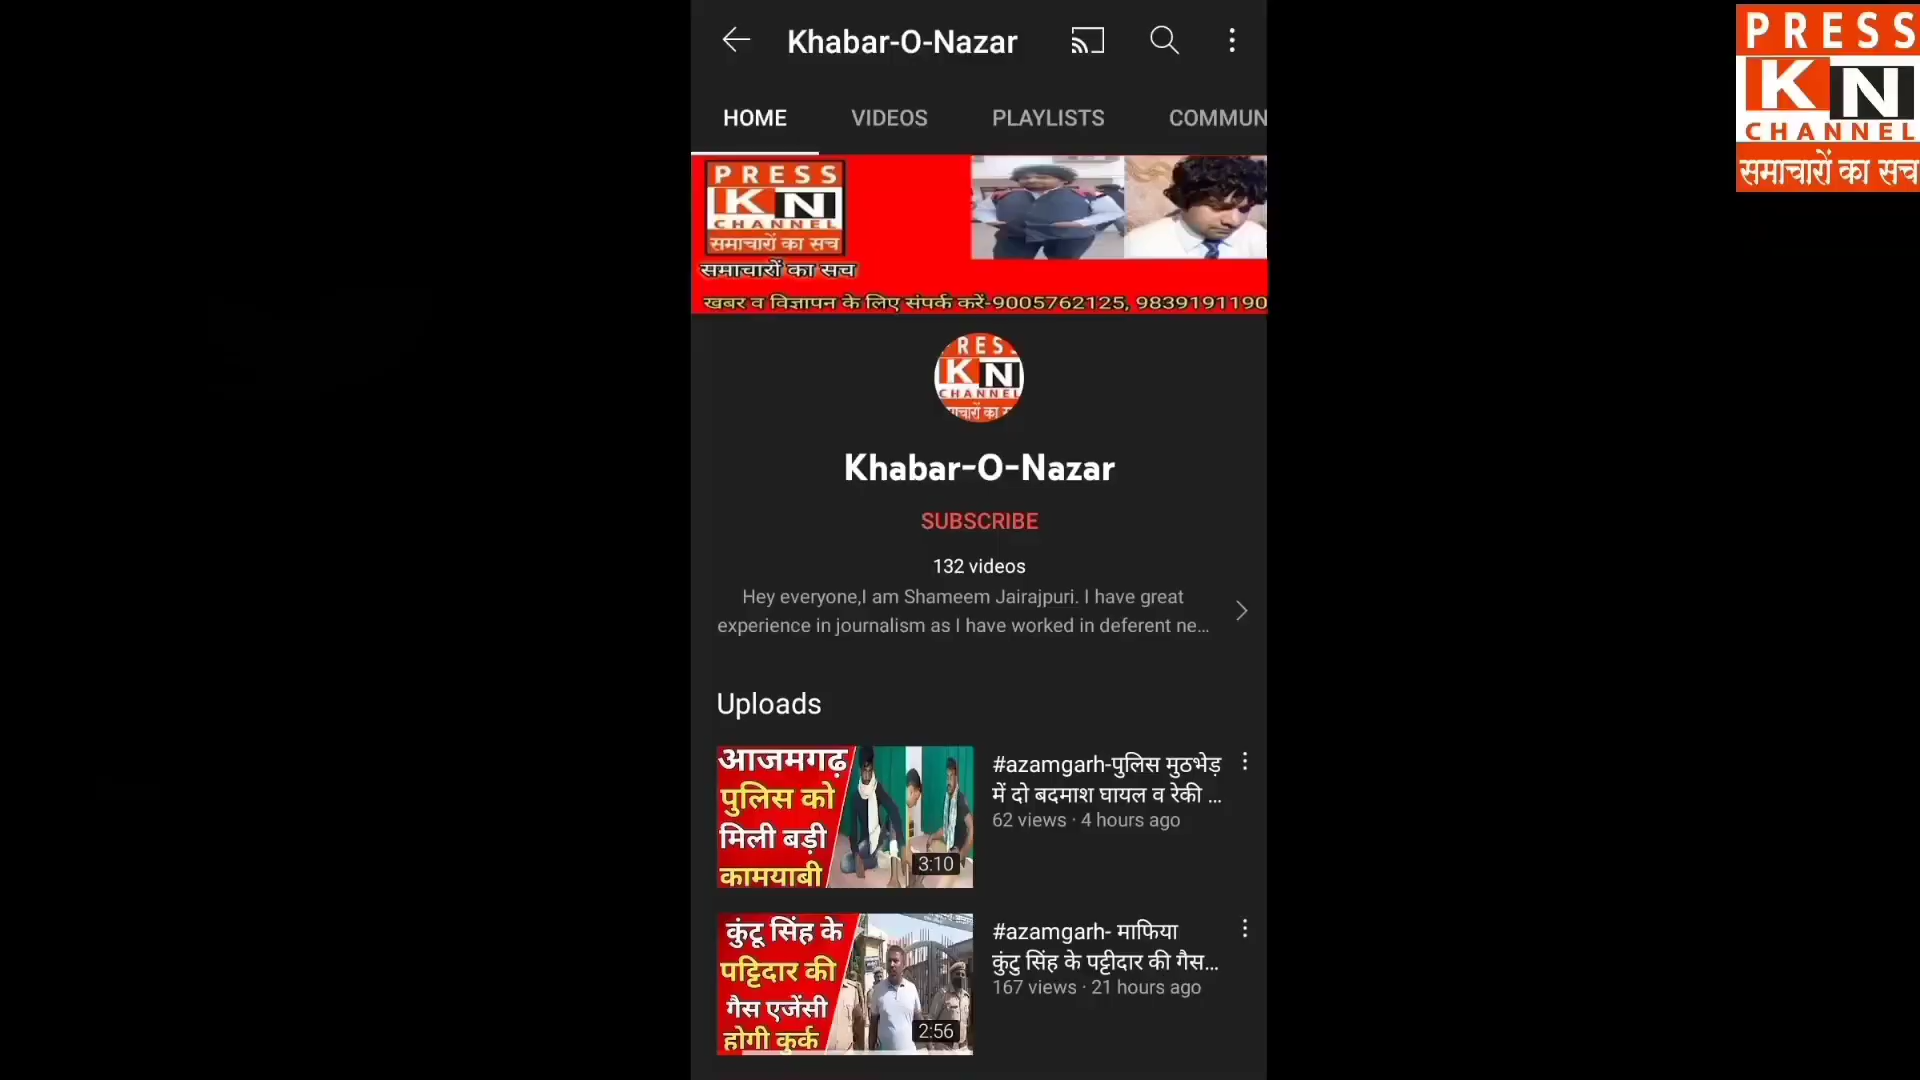 Khabar-O-Nazar
HOME VIDEOS PLAYLISTS COMMUN
PRESS
KN
CHANNEL
समाचारों का सच
समाचारों का सच
खबर व विज्ञापन के लिए संपर्क करें-9005762125, 9839191190
RES
KN
CHANNEL
Khabar-O-Nazar
SUBSCRIBE
132 videos
Hey everyone,I am Shameem Jairajpuri. I have great
experience in journalism as I have worked in deferent ne...
Uploads
आजमगढ़
पुलिस को
मिली बड़ी
कामयाबी
3:10
#azamgarh-पुलिस मुठभेड़
में दो बदमाश घायल व रेकी ...
62 views · 4 hours ago
कुंटू सिंह के
पट्टिदार की
गैस एजेंसी
होगी कुर्क
2:56
#azamgarh- माफिया
कुंटु सिंह के पट्टीदार की गैस...
167 views · 21 hours ago
PRESS
KN
CHANNEL
समाचारों का सच